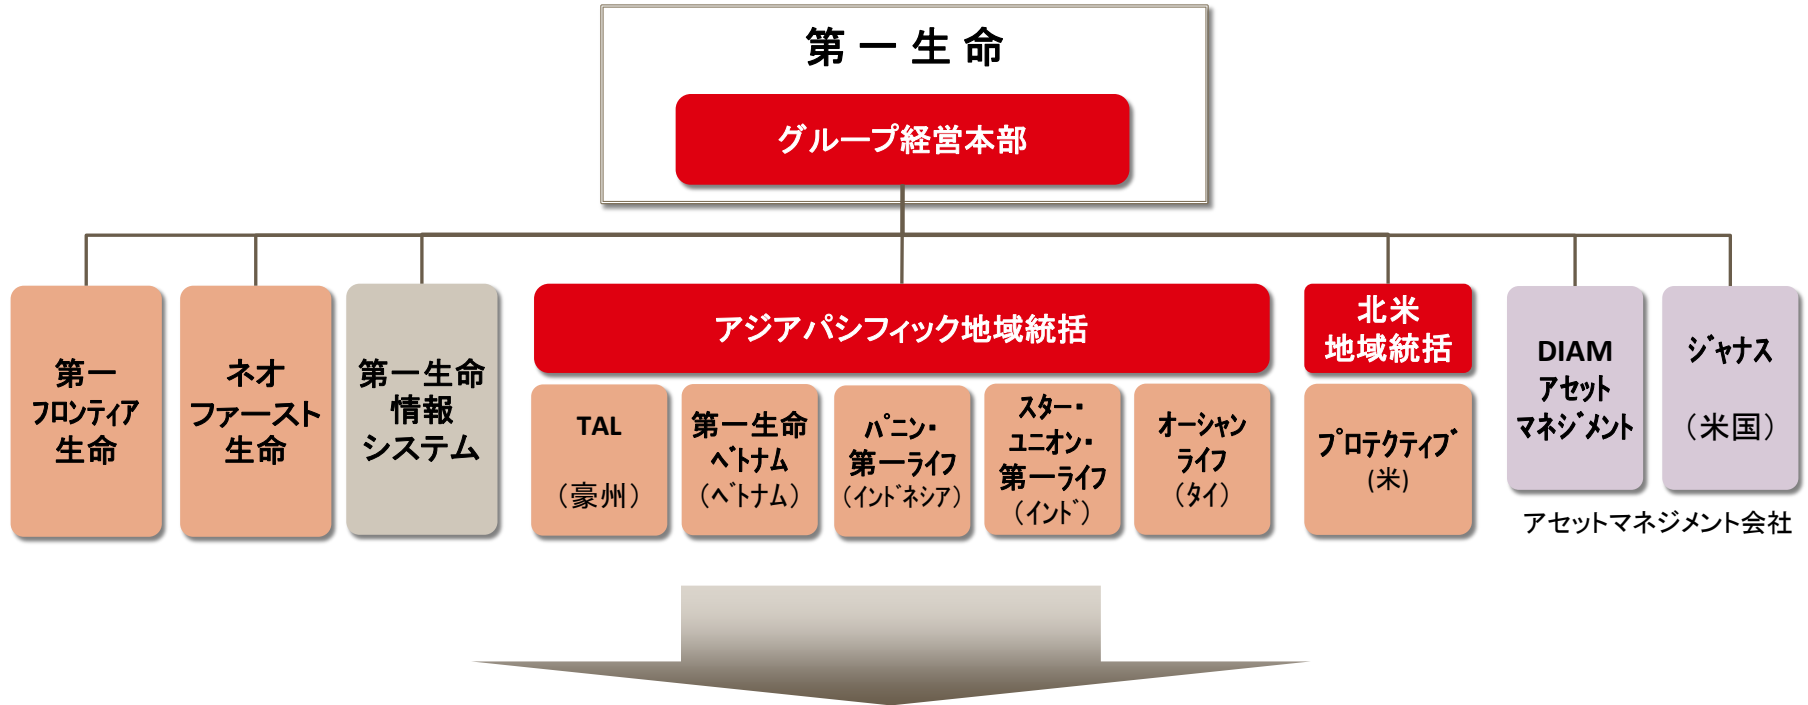 第一生命
グループ経営本部
第一
フロンティア
生命
ネオ
ファースト
生命
第一生命
情報
システム
アジアパシフィック地域統括
TAL
（豪州）
第一生命
ベトナム
（ベトナム）
パニン・
第一ライフ
（インドネシア）
スター・
ユニオン・
第一ライフ
（インド）
オーシャン
ライフ
（タイ）
北米
地域統括
プロテクティブ
(米)
DIAM
アセット
マネジメント
ジャナス
（米国）
アセットマネジメント会社